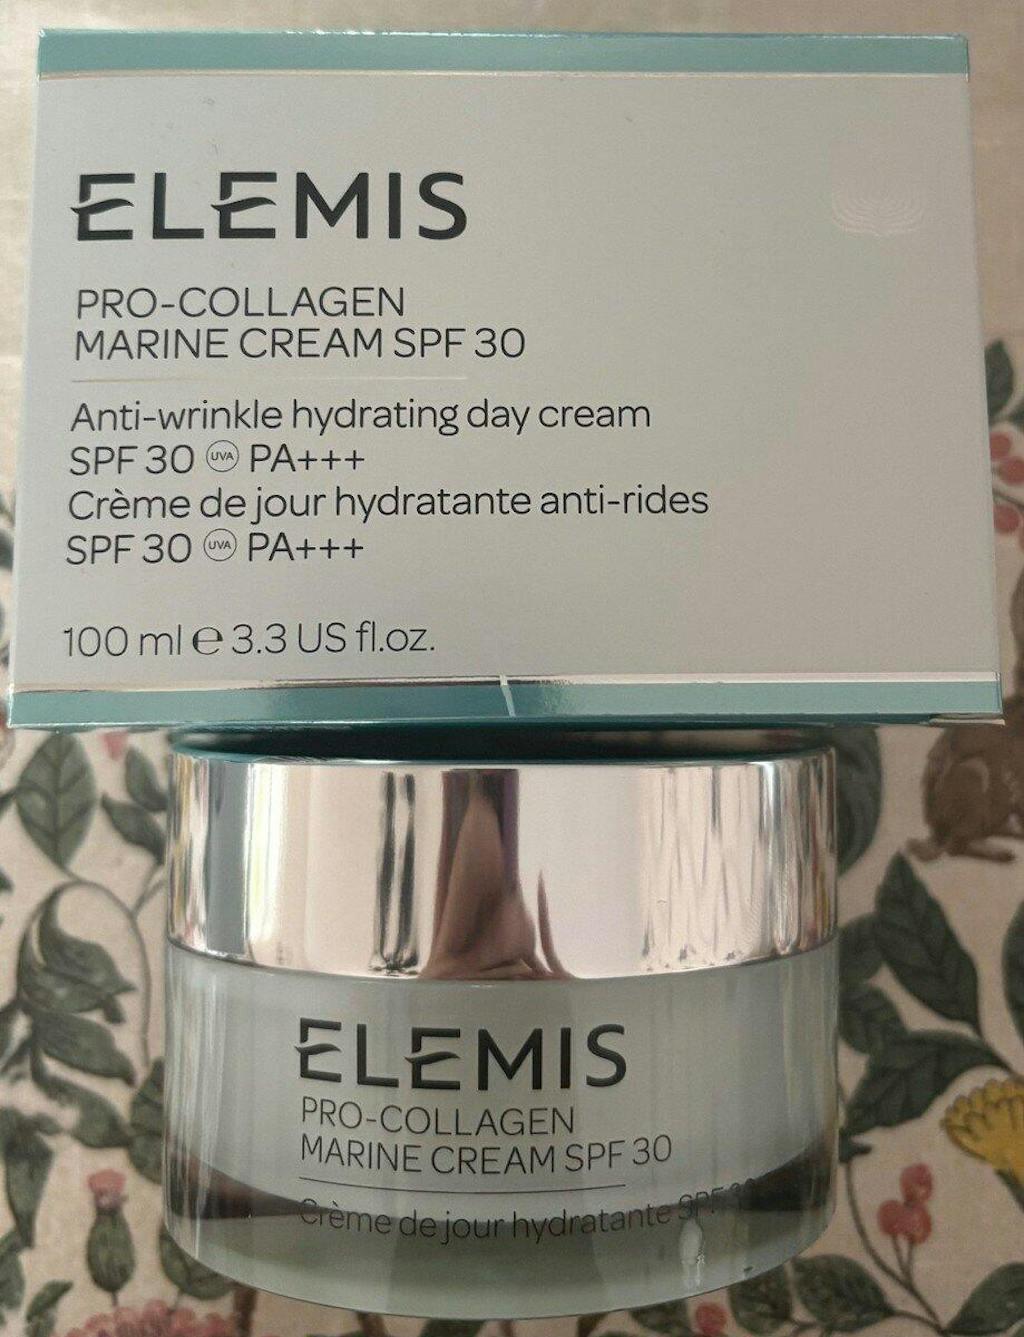 ELEMIS
PRO-COLLAGEN
MARINE CREAM SPF 30
Anti-wrinkle hydrating day cream
SPF 30 UVA PA+++
Crème de jour hydratante anti-rides
SPF 30 UVA PA+++
100 ml ℮ 3.3 US fl.oz.
ELEMIS
PRO-COLLAGEN
MARINE CREAM SPF 30
Crème de jour hydratante SPF 30